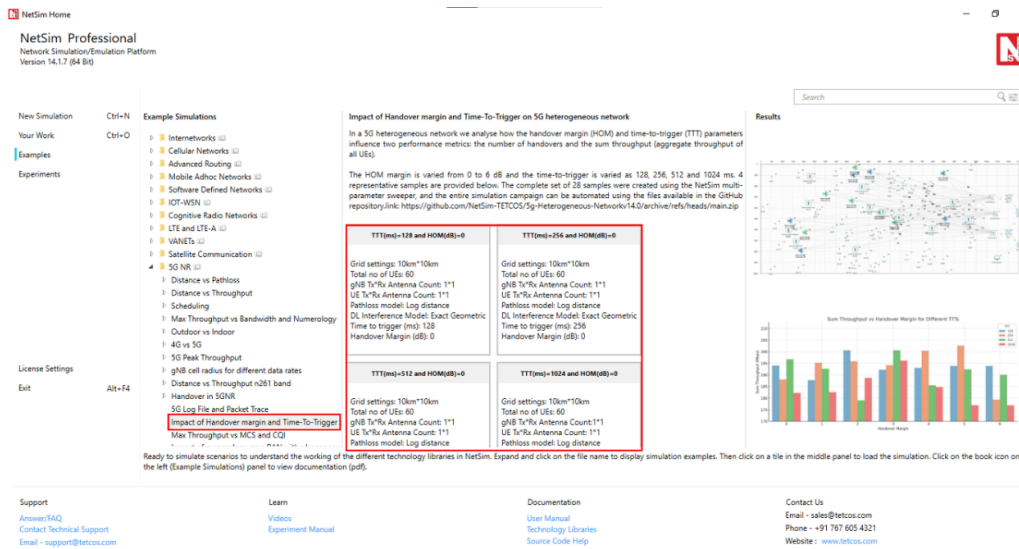 NetSim Home
NetSim Professional
Network Simulation/Emulation Platform
Version 14.1.7 (64 Bit)
Search
New Simulation Ctrl+N
Your Work Ctrl+O
Examples
Experiments
License Settings
Exit Alt+F4
Example Simulations
Internetworks
Cellular Networks
Advanced Routing
Mobile Adhoc Networks
Software Defined Networks
IOT-WSN
Cognitive Radio Networks
LTE and LTE-A
VANETs
Satellite Communication
5G NR
Distance vs Pathloss
Distance vs Throughput
Scheduling
Max Throughput vs Bandwidth and Numerology
Outdoor vs Indoor
4G vs 5G
5G Peak Throughput
gNB cell radius for different data rates
Distance vs Throughput n261 band
Handover in 5GNR
5G Log File and Packet Trace
Impact of Handover margin and Time-To-Trigger
Max Throughput vs MCS and CQI
Impact of Handover margin and Time-To-Trigger on 5G heterogeneous network
In a 5G heterogeneous network we analyse how the handover margin (HOM) and time-to-trigger (TTT) parameters
influence two performance metrics: the number of handovers and the sum throughput (aggregate throughput of
all UEs).
The HOM margin is varied from 0 to 6 dB and the time-to-trigger is varied as 128, 256, 512 and 1024 ms. 4
representative samples are provided below. The complete set of 28 samples were created using the NetSim multi-
parameter sweeper, and the entire simulation campaign can be automated using the files available in the GitHub
repository.link: https://github.com/NetSim-TETCOS/5g-Heterogeneous-Networkv14.0/archive/refs/heads/main.zip
TTT(ms)=128 and HOM(dB)=0
Grid settings: 10km*10km
Total no of UEs: 60
gNB Tx*Rx Antenna Count: 1*1
UE Tx*Rx Antenna Count: 1*1
Pathloss model: Log distance
DL Interference Model: Exact Geometric
Time to trigger (ms): 128
Handover Margin (dB): 0
TTT(ms)=256 and HOM(dB)=0
Grid settings: 10km*10km
Total no of UEs: 60
gNB Tx*Rx Antenna Count: 1*1
UE Tx*Rx Antenna Count: 1*1
Pathloss model: Log distance
DL Interference Model: Exact Geometric
Time to trigger (ms): 256
Handover Margin (dB): 0
TTT(ms)=512 and HOM(dB)=0
Grid settings: 10km*10km
Total no of UEs: 60
gNB Tx*Rx Antenna Count: 1*1
UE Tx*Rx Antenna Count: 1*1
Pathloss model: Log distance
TTT(ms)=1024 and HOM(dB)=0
Grid settings: 10km*10km
Total no of UEs: 60
gNB Tx*Rx Antenna Count:1*1
UE Tx*Rx Antenna Count: 1*1
Pathloss model: Log distance
Results
Sum Throughput vs Handover Margin for Different TTTs
Handover Margin
Ready to simulate scenarios to understand the working of the different technology libraries in NetSim. Expand and click on the file name to display simulation examples. Then click on a tile in the middle panel to load the simulation. Click on the book icon on
the left (Example Simulations) panel to view documentation (pdf).
Support
Answer/FAQ
Contact Technical Support
Email - support@tetcos.com
Learn
Videos
Experiment Manual
Documentation
User Manual
Technology Libraries
Source Code Help
Contact Us
Email - sales@tetcos.com
Phone - +91 767 605 4321
Website : www.tetcos.com